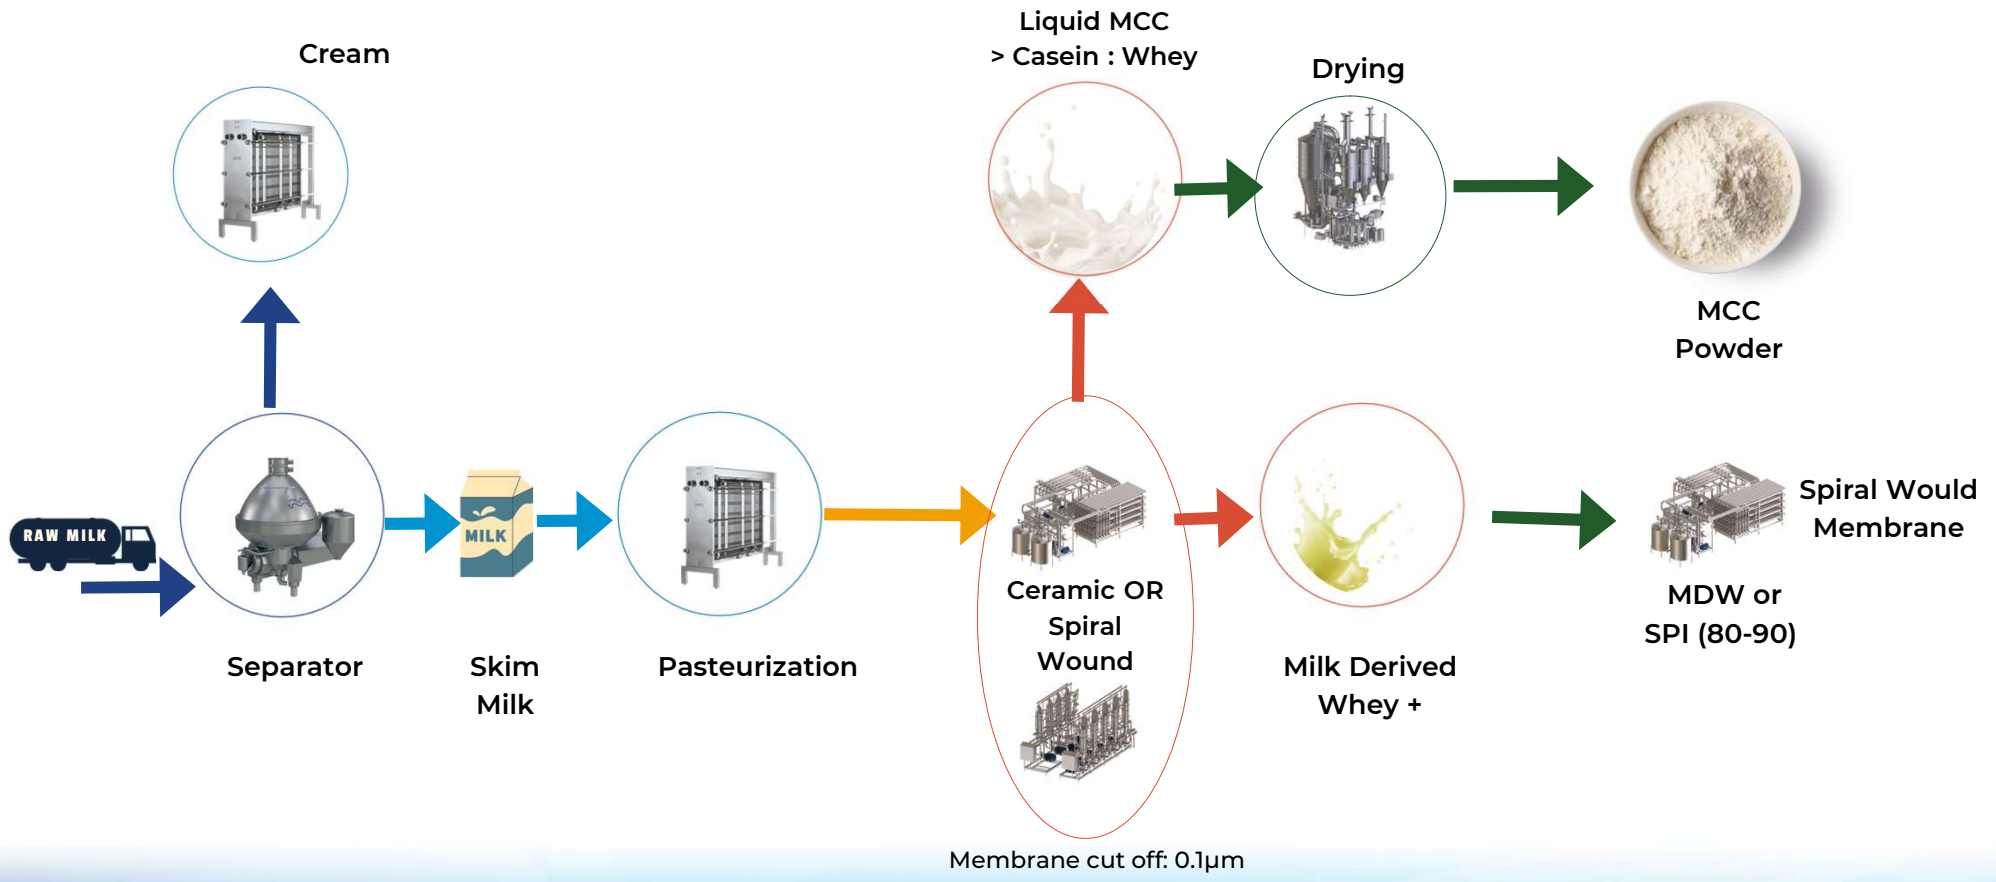 Cream
Liquid MCC
> Casein : Whey
Drying
MCC
Powder
RAW MILK
MILK
Separator
Skim
Milk
Pasteurization
Ceramic OR
Spiral
Wound
Membrane cut off: 0.1µm
Milk Derived
Whey +
Spiral Would
Membrane
MDW or
SPI (80-90)